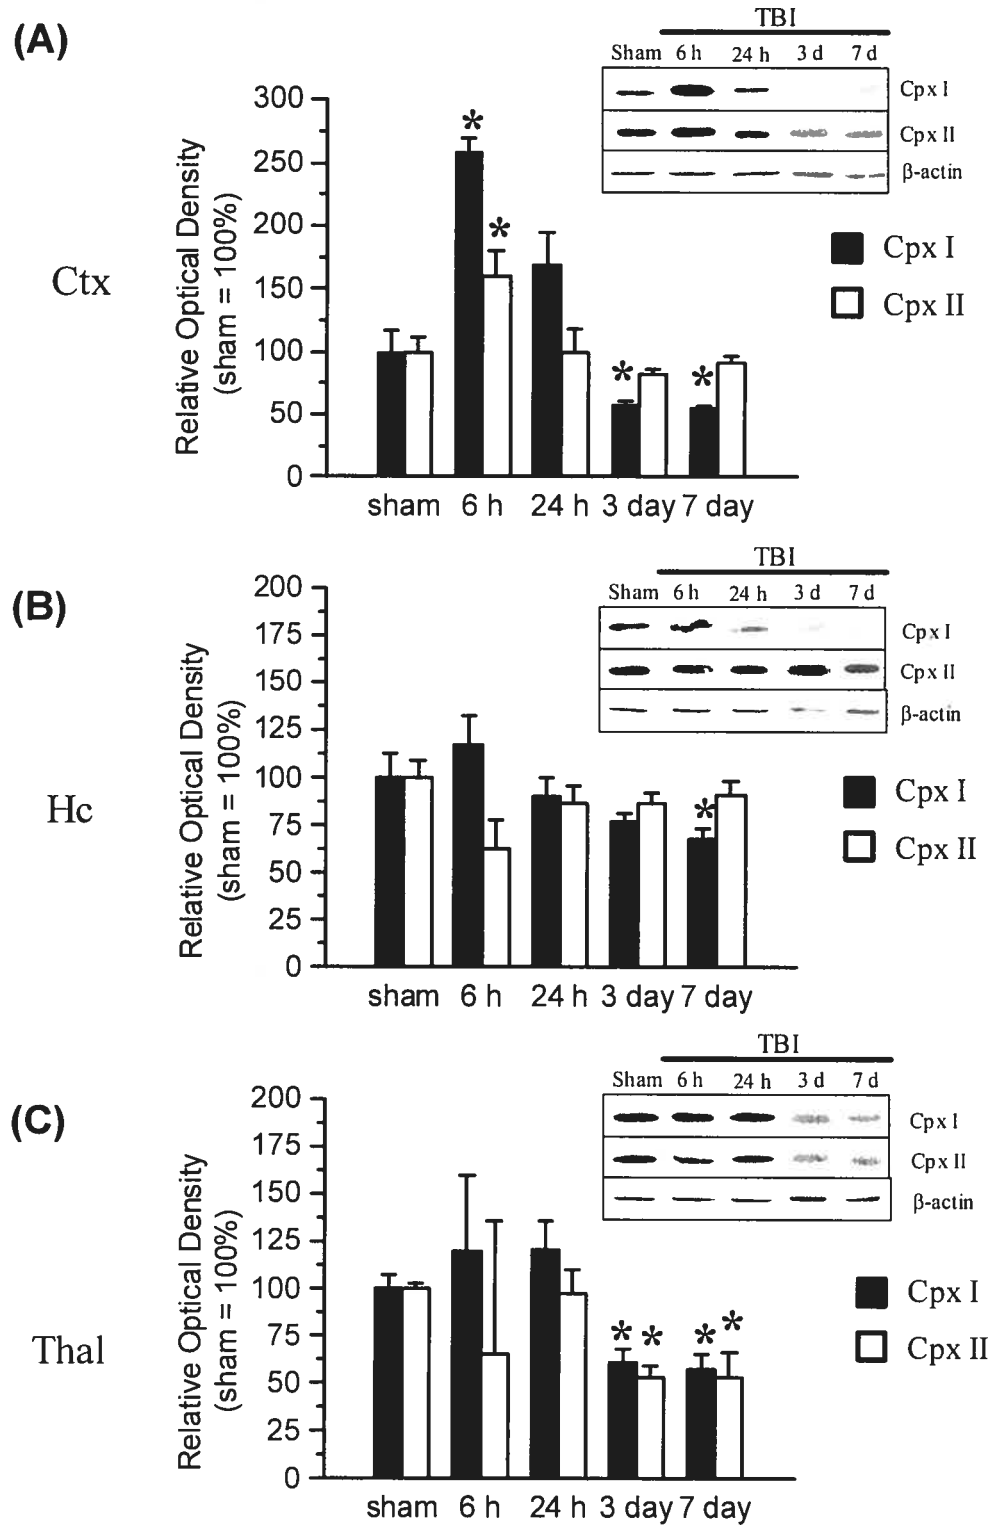 (A)
TBI
Sham 6 h 24 h 3 d 7 d
Cpx I
Cpx II
β-actin
Ctx
Relative Optical Density
(sham = 100%)
300
250
200
150
100
50
0
* * * *
Cpx I
Cpx II
sham 6 h 24 h 3 day 7 day
(B)
TBI
Sham 6 h 24 h 3 d 7 d
Cpx I
Cpx II
β-actin
Hc
Relative Optical Density
(sham = 100%)
200
175
150
125
100
75
50
25
0
*
Cpx I
Cpx II
sham 6 h 24 h 3 day 7 day
(C)
TBI
Sham 6 h 24 h 3 d 7 d
Cpx I
Cpx II
β-actin
Thal
Relative Optical Density
(sham = 100%)
200
175
150
125
100
75
50
25
0
* * * *
Cpx I
Cpx II
sham 6 h 24 h 3 day 7 day